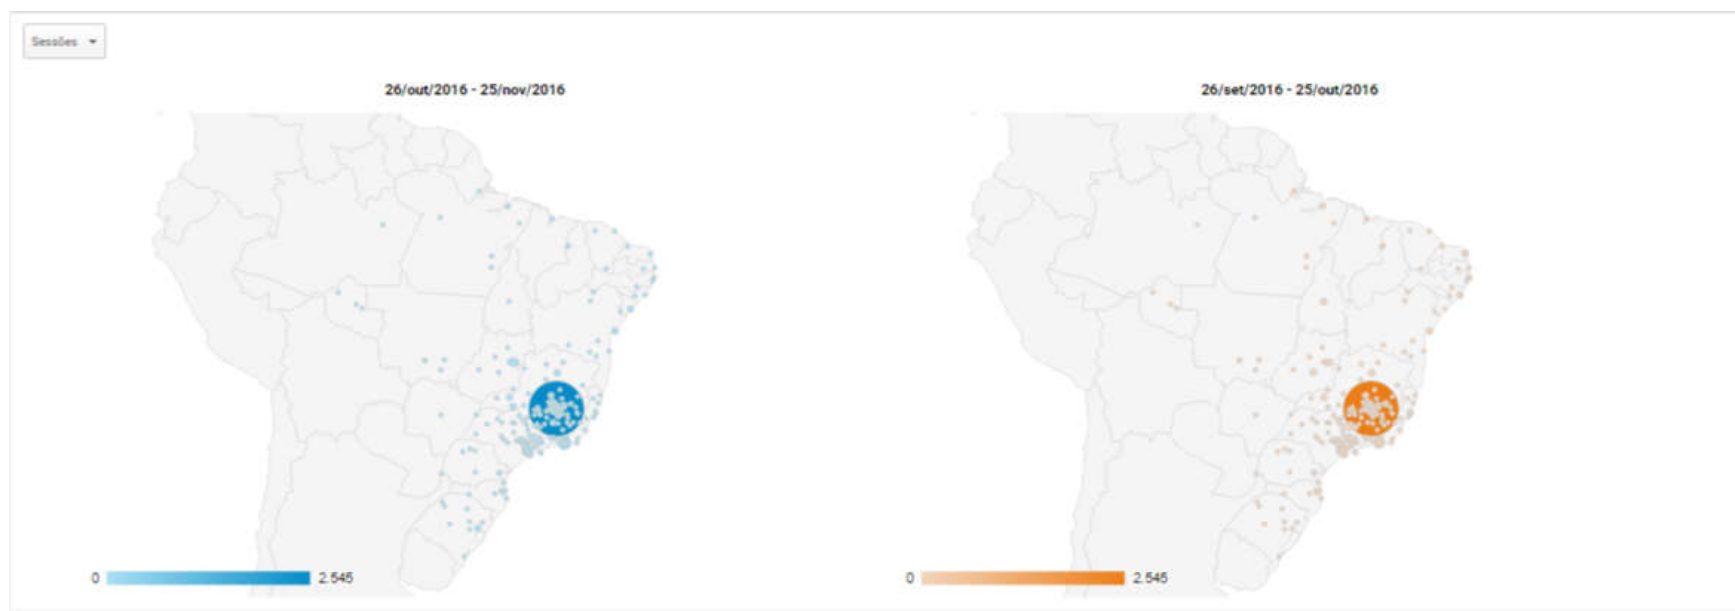 Sessões
26/out/2016 - 25/nov/2016
26/set/2016 - 25/out/2016
0 2.545
0 2.545